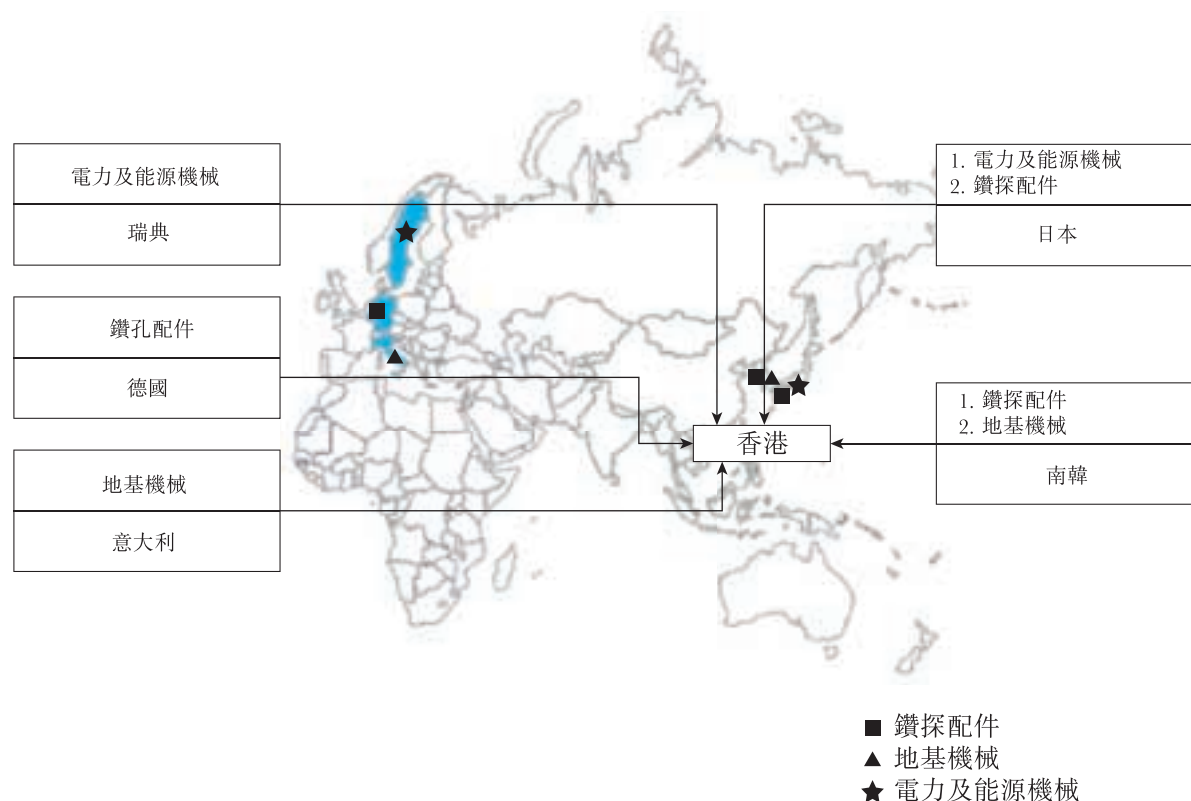 電力及能源機械
瑞典
鑽孔配件
德國
地基機械
意大利
1. 電力及能源機械
2. 鑽探配件
日本
1. 鑽探配件
2. 地基機械
南韓
香港
■ 鑽探配件
▲ 地基機械
★ 電力及能源機械